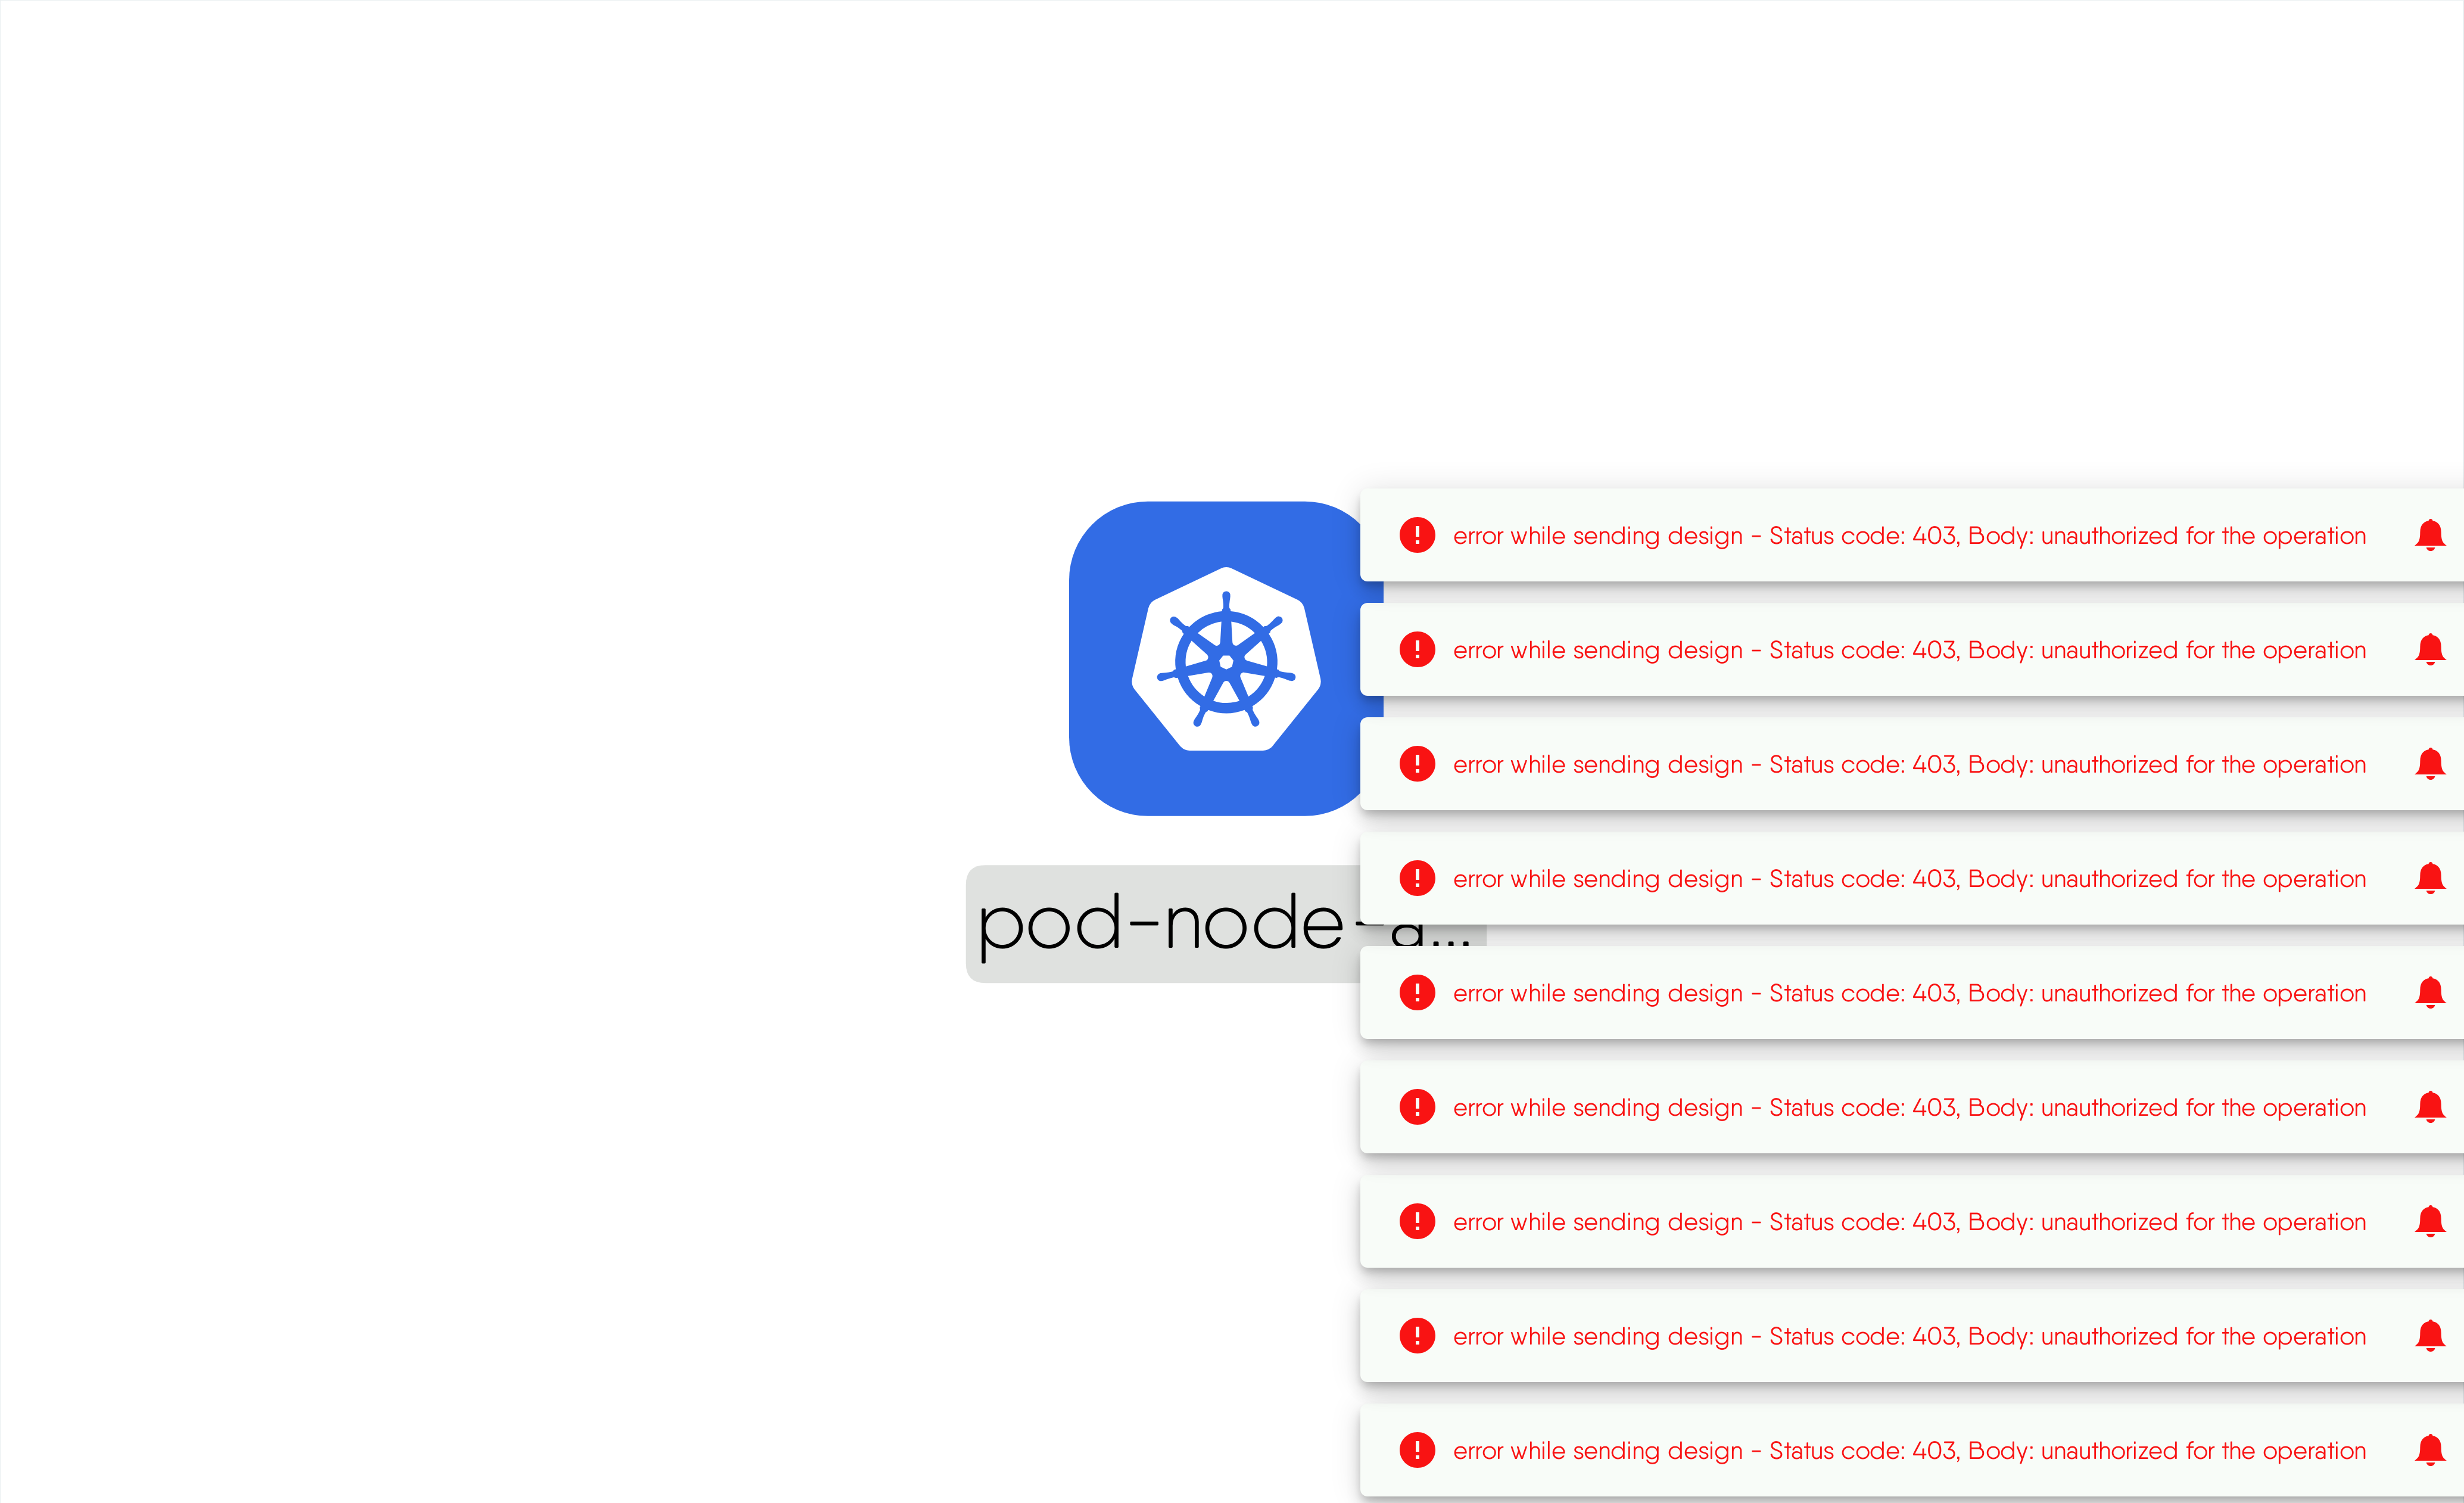 error while sending design - Status code: 403, Body: unauthorized for the operation
error while sending design - Status code: 403, Body: unauthorized for the operation
error while sending design - Status code: 403, Body: unauthorized for the operation
error while sending design - Status code: 403, Body: unauthorized for the operation
pod-node-a...
error while sending design - Status code: 403, Body: unauthorized for the operation
error while sending design - Status code: 403, Body: unauthorized for the operation
error while sending design - Status code: 403, Body: unauthorized for the operation
error while sending design - Status code: 403, Body: unauthorized for the operation
error while sending design - Status code: 403, Body: unauthorized for the operation